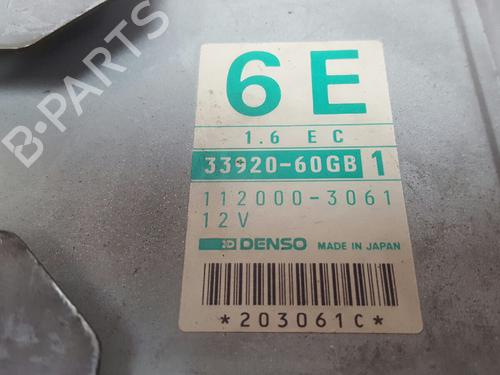 B-PARTS
6E
1.6 EC
33920-60GB 1
112000-3061
12V
DENSO MADE IN JAPAN
*203061C*